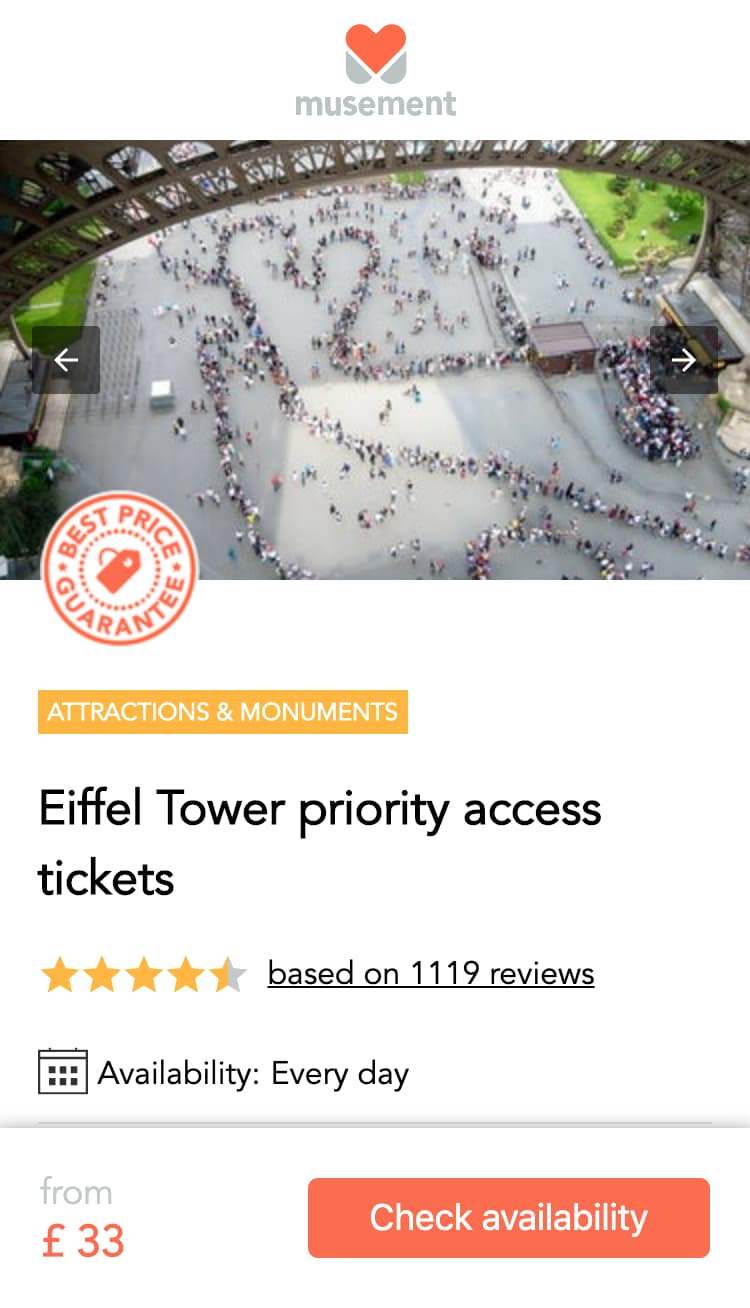 musement
BEST PRICE
GUARANTEE
ATTRACTIONS & MONUMENTS
Eiffel Tower priority access
tickets
based on 1119 reviews
Availability: Every day
from
£ 33
Check availability